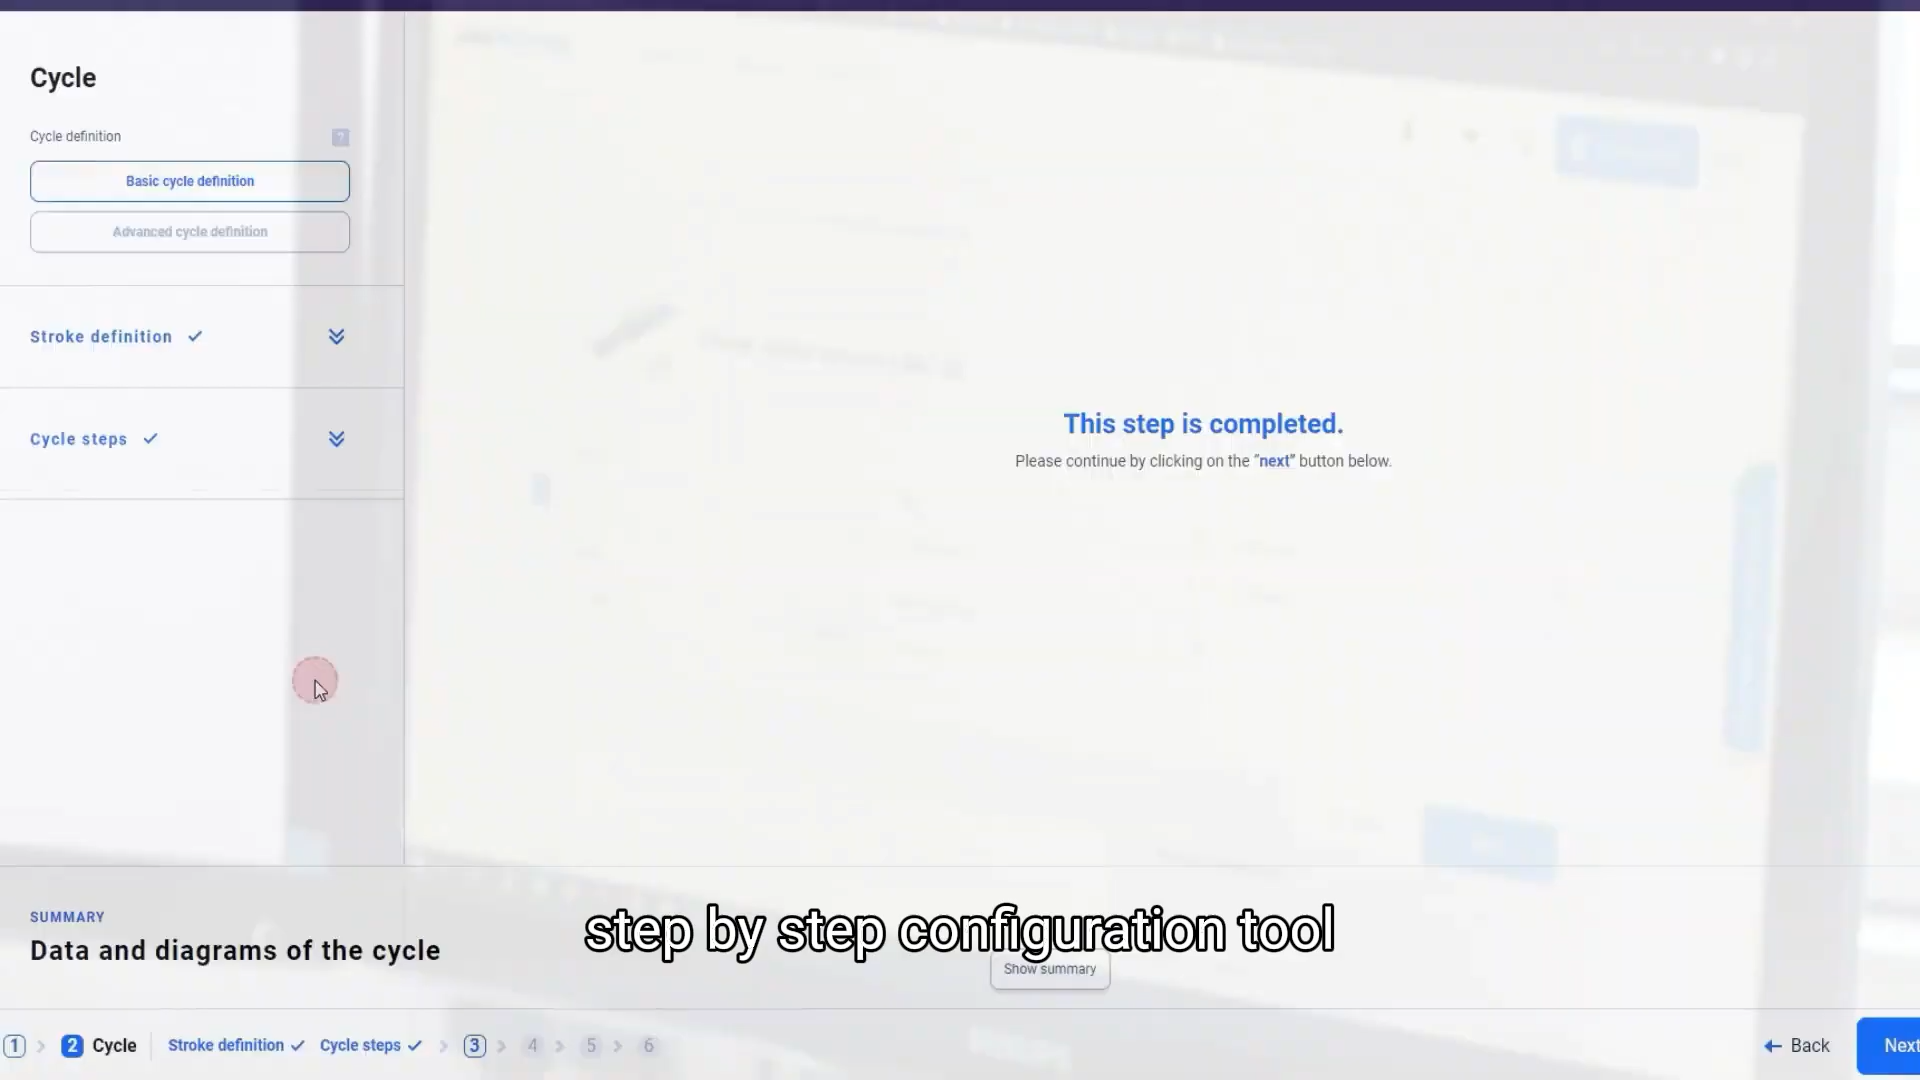 Cycle
Cycle definition
?
Basic cycle definition
Advanced cycle definition
Stroke definition
Cycle steps
This step is completed.
Please continue by clicking on the “next” button below.
SUMMARY
Data and diagrams of the cycle
step by step configuration tool
Show summary
1 2 Cycle Stroke definition Cycle steps 3 4 5 6
Back
Next